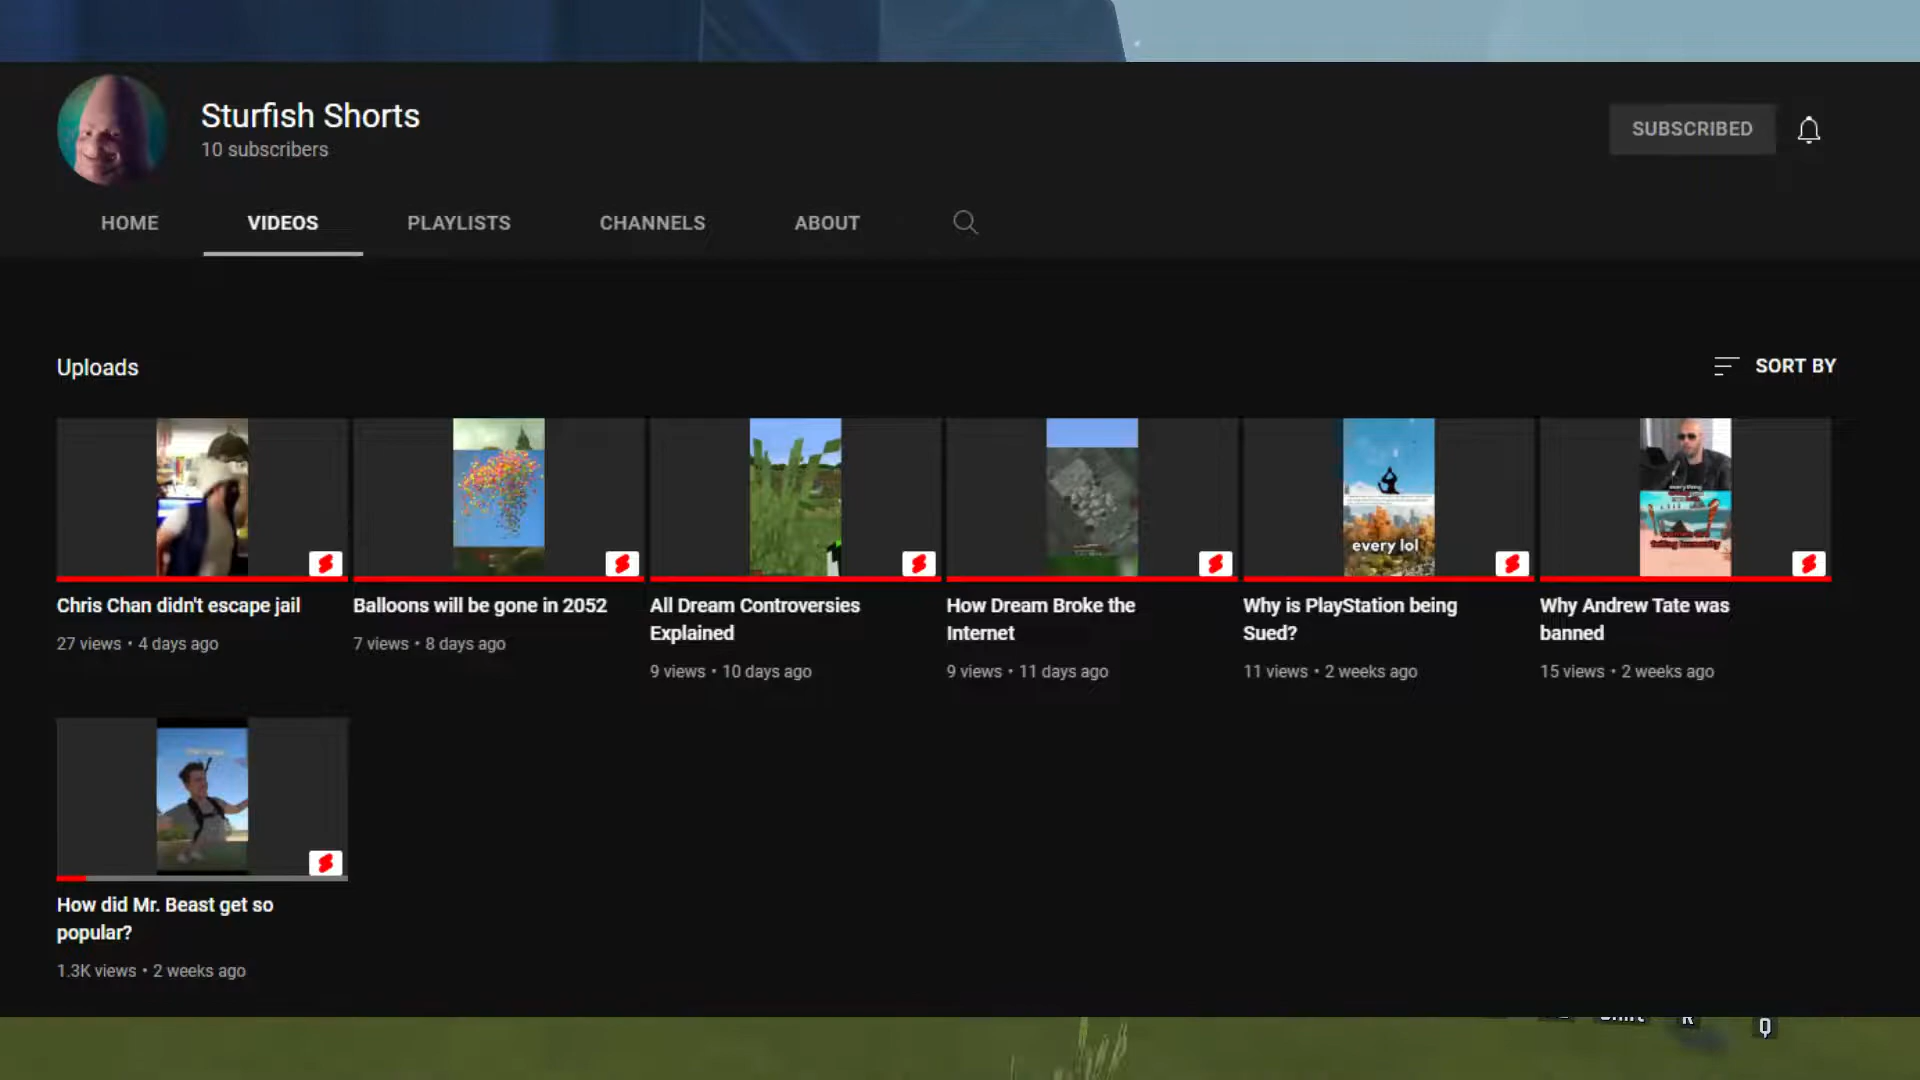 Sturfish Shorts
10 subscribers
SUBSCRIBED
HOME
VIDEOS
PLAYLISTS
CHANNELS
ABOUT
Uploads
SORT BY
every lol
Chris Chan didn't escape jail
27 views • 4 days ago
Balloons will be gone in 2052
7 views • 8 days ago
All Dream Controversies
Explained
9 views • 10 days ago
How Dream Broke the
Internet
9 views • 11 days ago
Why is PlayStation being
Sued?
11 views • 2 weeks ago
Why Andrew Tate was
banned
15 views • 2 weeks ago
How did Mr. Beast get so
popular?
1.3K views • 2 weeks ago
R
Q